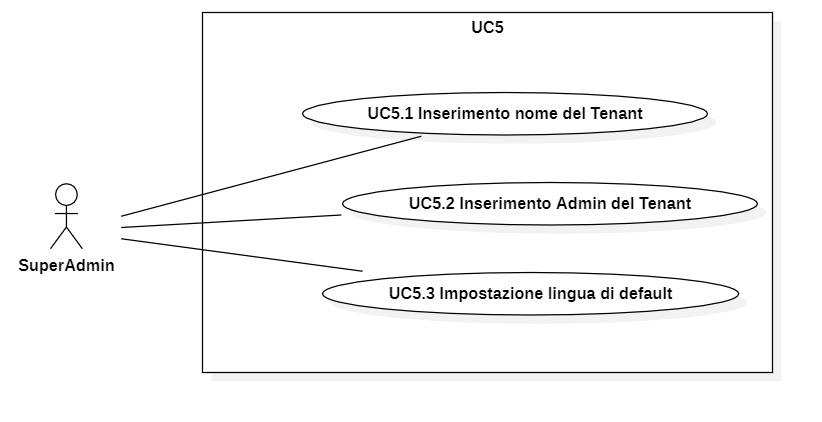 UC5
UC5.1 Inserimento nome del Tenant
UC5.2 Inserimento Admin del Tenant
SuperAdmin
UC5.3 Impostazione lingua di default